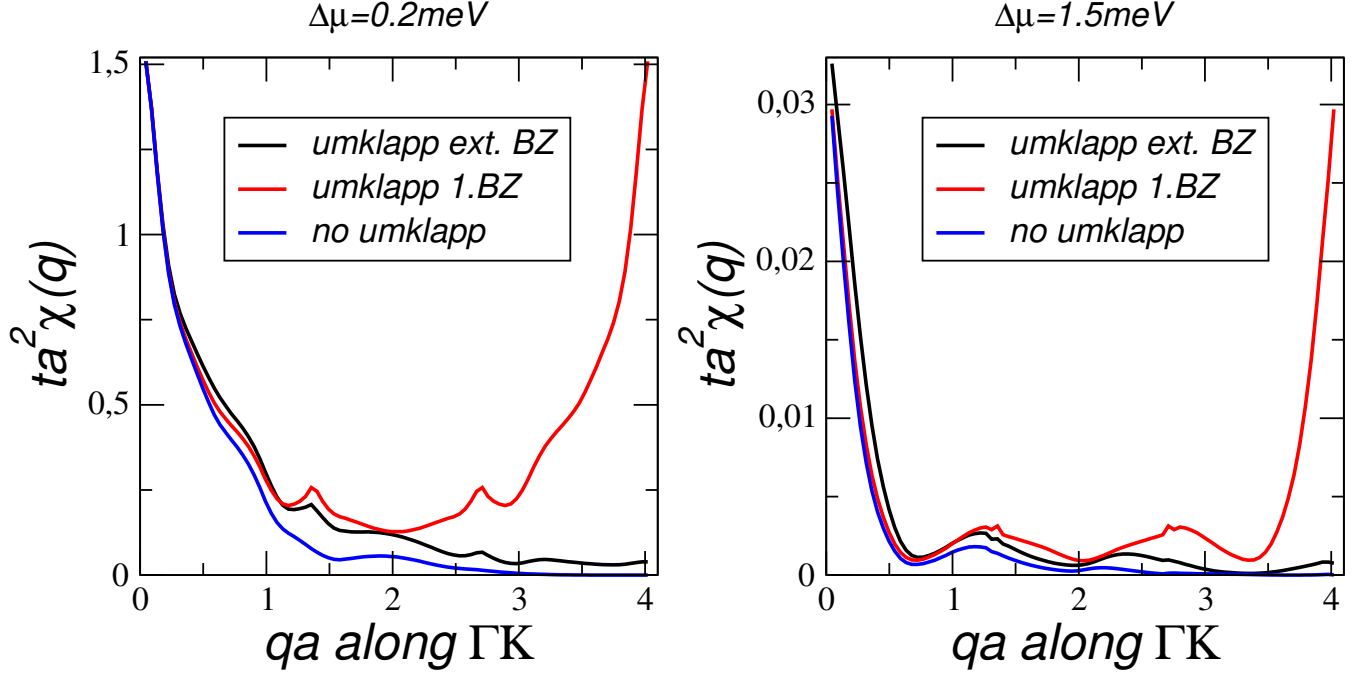 Δμ=0.2meV
1,5
1
0,5
0
ta²χ(q)
umklapp ext. BZ
umklapp 1.BZ
no umklapp
0 1 2 3 4
qa along ΓK
Δμ=1.5meV
0,03
0,02
0,01
0
ta²χ(q)
umklapp ext. BZ
umklapp 1.BZ
no umklapp
0 1 2 3 4
qa along ΓK